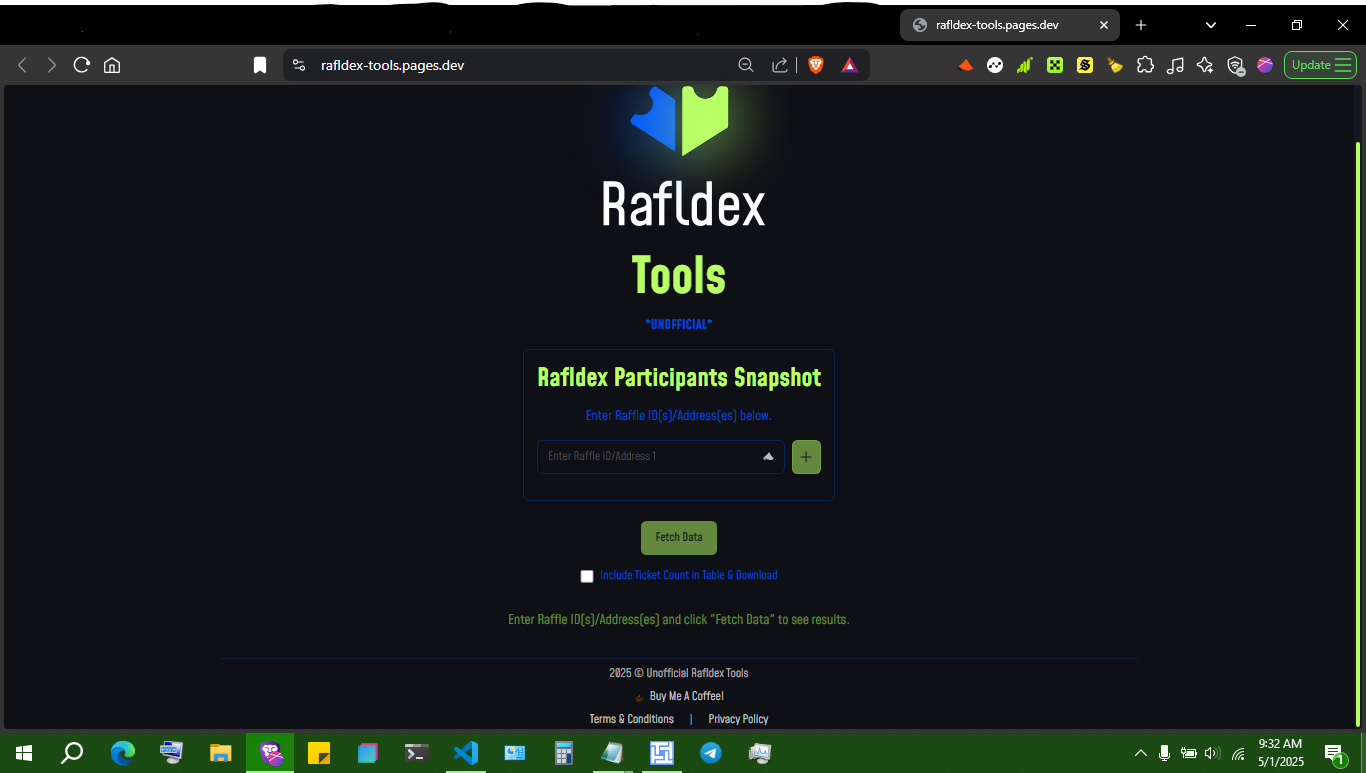 rafldex-tools.pages.dev
rafldex-tools.pages.dev
Update
Rafldex
Tools
*UNOFFICIAL*
Rafldex Participants Snapshot
Enter Raffle ID(s)/Address(es) below.
Enter Raffle ID/Address 1
+
Fetch Data
Include Ticket Count in Table & Download
Enter Raffle ID(s)/Address(es) and click "Fetch Data" to see results.
2025 © Unofficial Rafldex Tools
Buy Me A Coffee!
Terms & Conditions | Privacy Policy
9:32 AM
5/1/2025
1